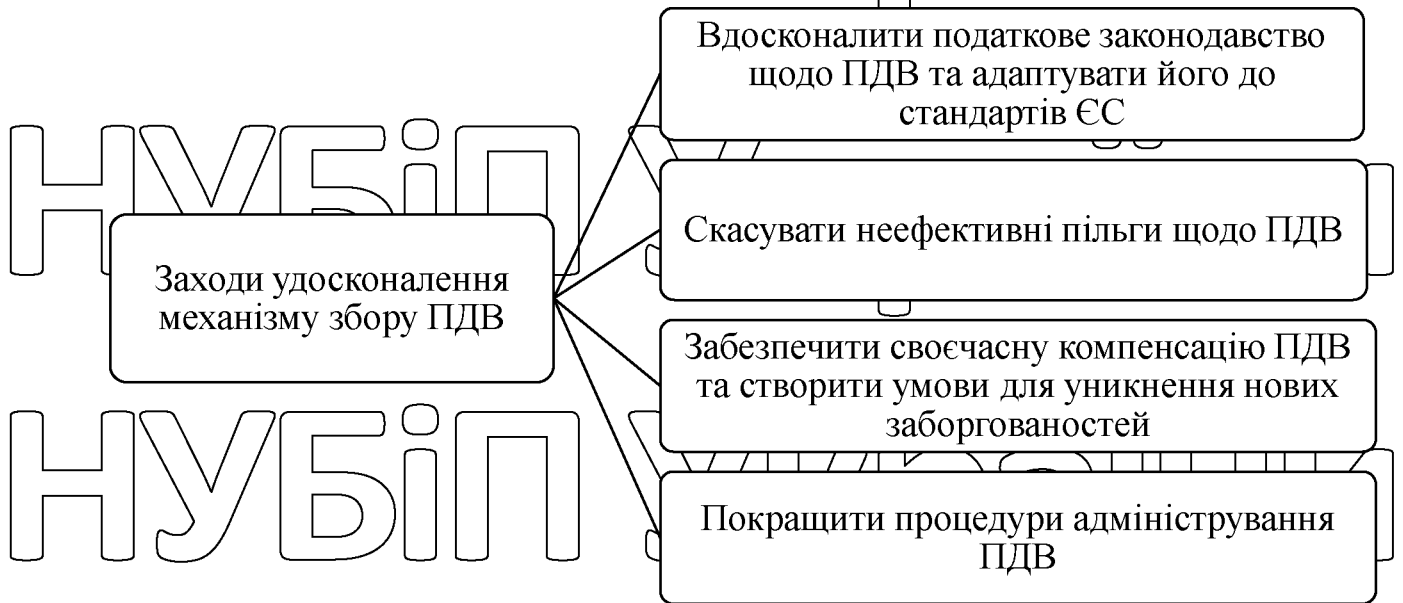 Вдосконалити податкове законодавство
щодо ПДВ та адаптувати його до
стандартів ЄС
НУБіП У
Скасувати неефективні пільги щодо ПДВ
Заходи удосконалення
механізму збору ПДВ
Забезпечити своєчасну компенсацію ПДВ
та створити умови для уникнення нових
заборгованостей
НУБіП
Покращити процедури адміністрування
ПДВ